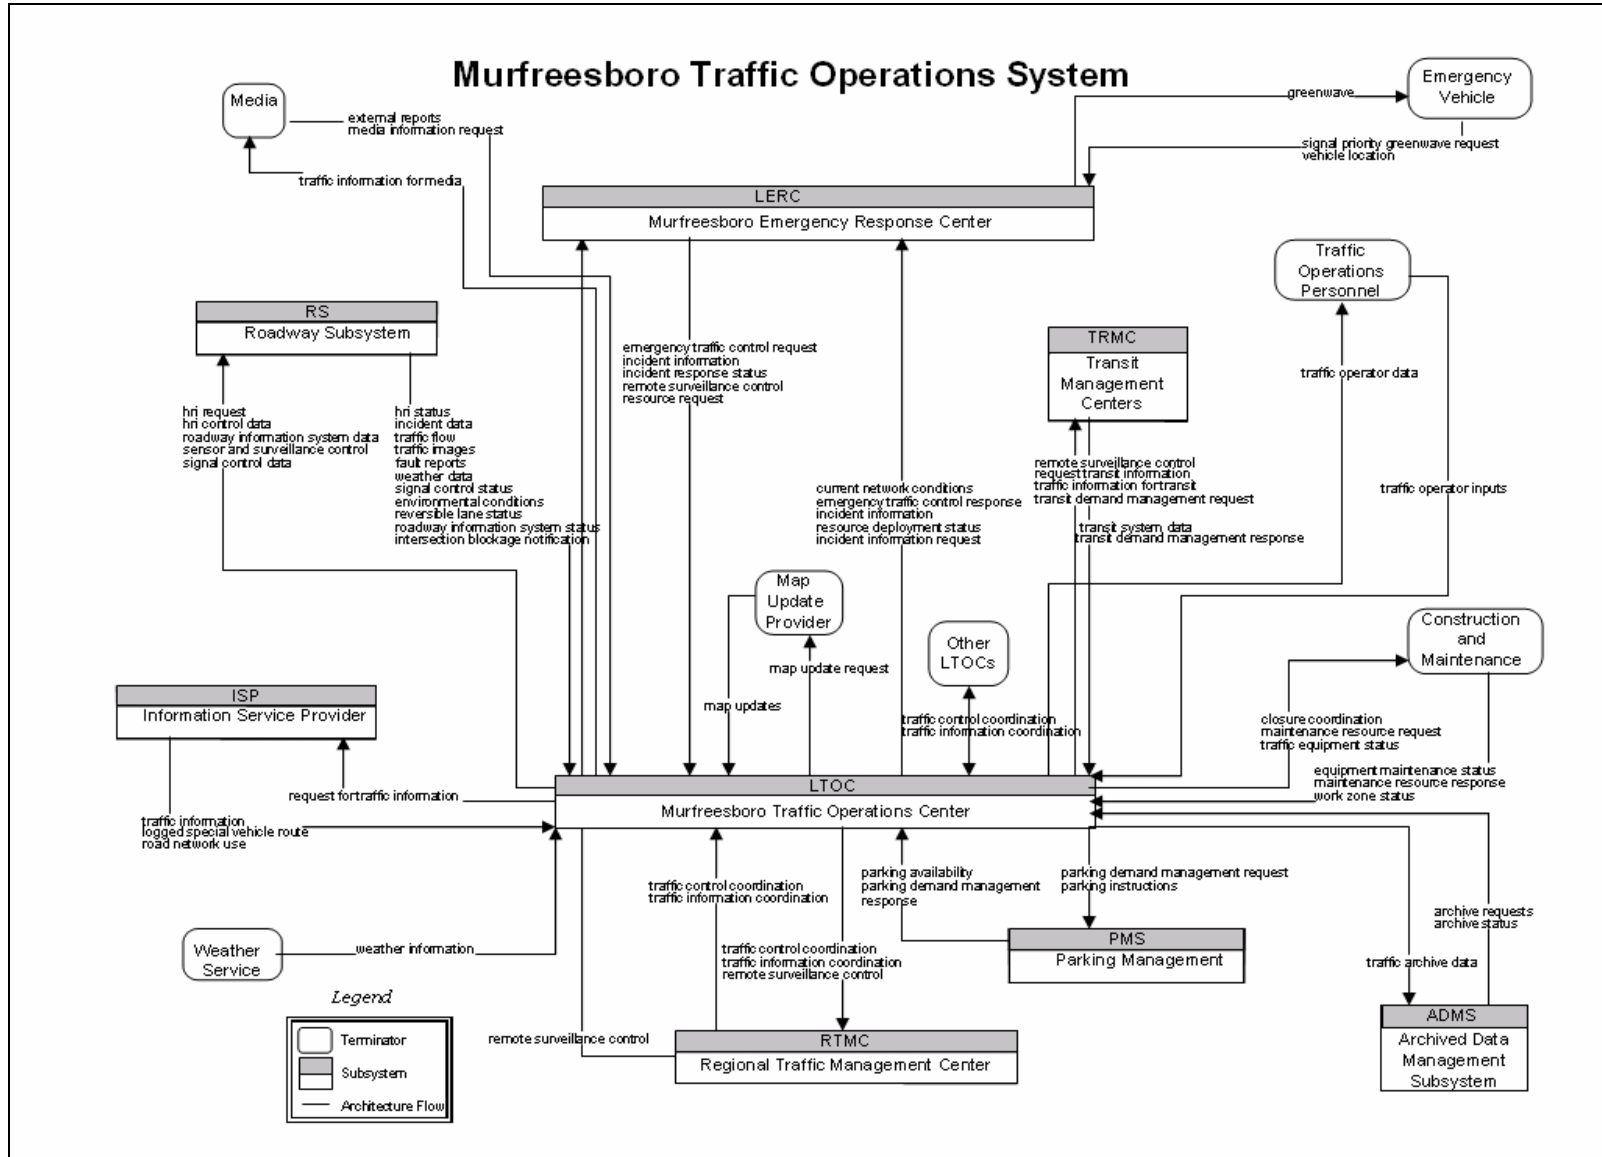 Murfreesboro Traffic Operations System
Media
external reports
media information request
traffic information for media
greenwave
Emergency
Vehicle
signal priority greenwave request
vehicle location
LERC
Murfreesboro Emergency Response Center
Traffic
Operations
Personnel
RS
Roadway Subsystem
TRMC
Transit
Management
Centers
emergency traffic control request
incident information
incident response status
remote surveillance control
resource request
traffic operator data
hri request
hri control data
roadway information system data
sensor and surveillance control
signal control data
hri status
incident data
traffic flow
traffic images
fault reports
weather data
signal control status
environmental conditions
reversible lane status
roadway information system status
intersection blockage notification
current network conditions
emergency traffic control response
incident information
resource deployment status
incident information request
remote surveillance control
request transit information
traffic information for transit
transit demand management request
transit system data
transit demand management response
traffic operator inputs
Map
Update
Provider
Other
LTOCs
Construction
and
Maintenance
map update request
map updates
traffic control coordination
traffic information coordination
ISP
Information Service Provider
closure coordination
maintenance resource request
traffic equipment status
equipment maintenance status
maintenance resource response
work zone status
LTOC
Murfreesboro Traffic Operations Center
request for traffic information
traffic information
logged special vehicle route
road network use
traffic control coordination
traffic information coordination
parking availability
parking demand management
response
parking demand management request
parking instructions
archive requests
archive status
Weather
Service
weather information
traffic control coordination
traffic information coordination
remote surveillance control
PMS
Parking Management
traffic archive data
Legend
Terminator
Subsystem
Architecture Flow
remote surveillance control
RTMC
Regional Traffic Management Center
ADMS
Archived Data
Management
Subsystem